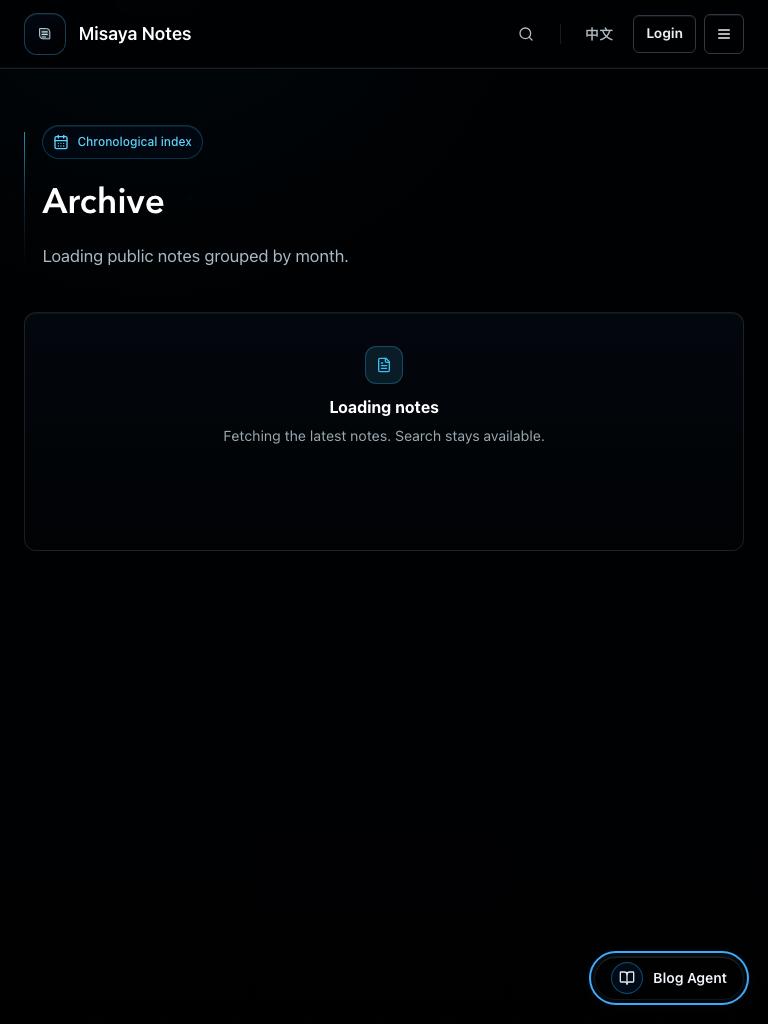 Misaya Notes
中文
Login
Chronological index
Archive
Loading public notes grouped by month.
Loading notes
Fetching the latest notes. Search stays available.
Blog Agent